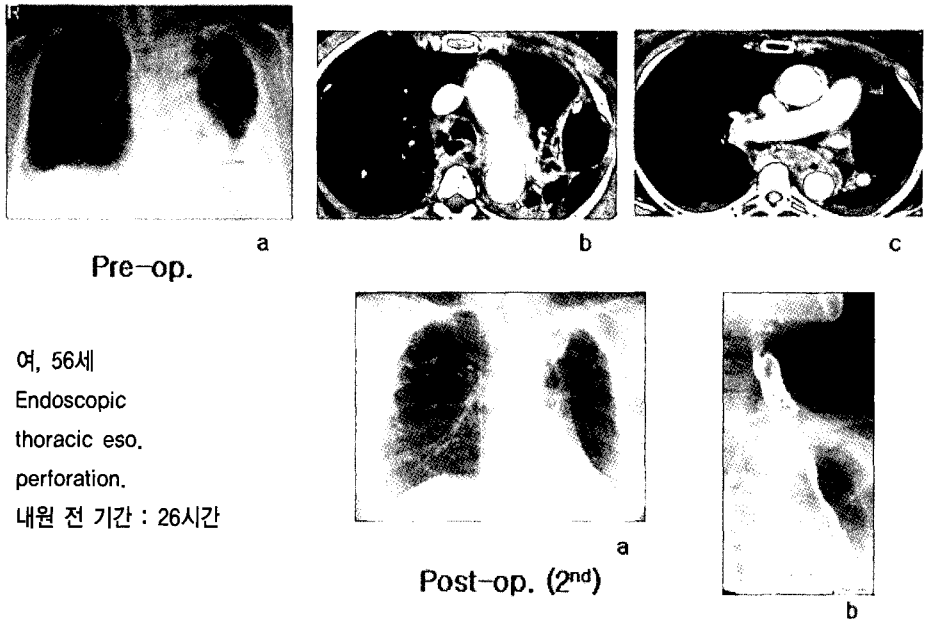 R
a
b
c
Pre-op.
여, 56세
Endoscopic
thoracic eso.
perforation.
내원 전 기간 : 26시간
a
Post-op. (2nd)
b